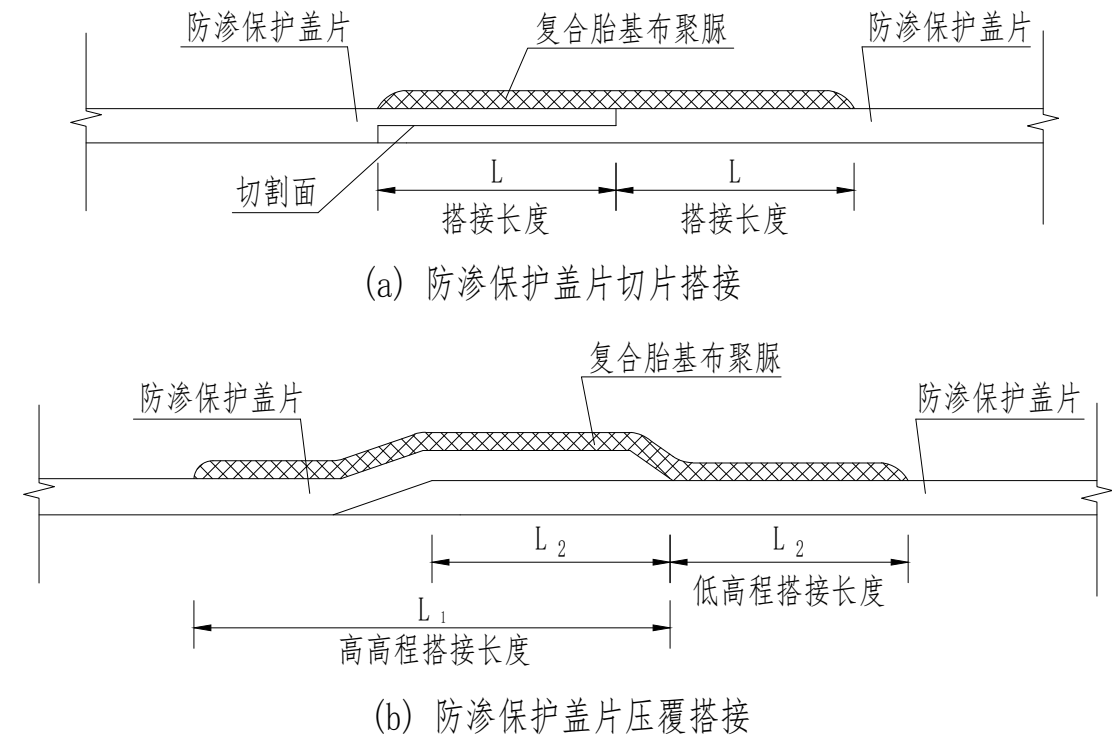 防渗保护盖片
复合胎基布聚脲
防渗保护盖片
切割面
L
L
搭接长度
搭接长度
(a) 防渗保护盖片切片搭接
复合胎基布聚脲
防渗保护盖片
防渗保护盖片
L₂
L₂
低高程搭接长度
L₁
高高程搭接长度
(b) 防渗保护盖片压覆搭接